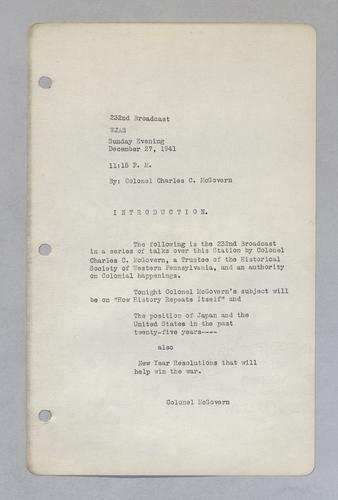 232nd Broadcast
WJAS
Sunday Evening
December 27, 1941
11:15 P. M.
By: Colonel Charles C. McGovern
I N T R O D U C T I O N.
The following is the 232nd Broadcast
in a series of talks over this Station by Colonel
Charles C. McGovern, a Trustee of the Historical
Society of Western Pennsylvania, and an authority
on Colonial happenings.
Tonight Colonel McGovern's subject will
be on "How History Repeats Itself" and
The position of Japan and the
United States in the past
twenty-five years----
also
New Year Resolutions that will
help win the war.
Colonel McGovern